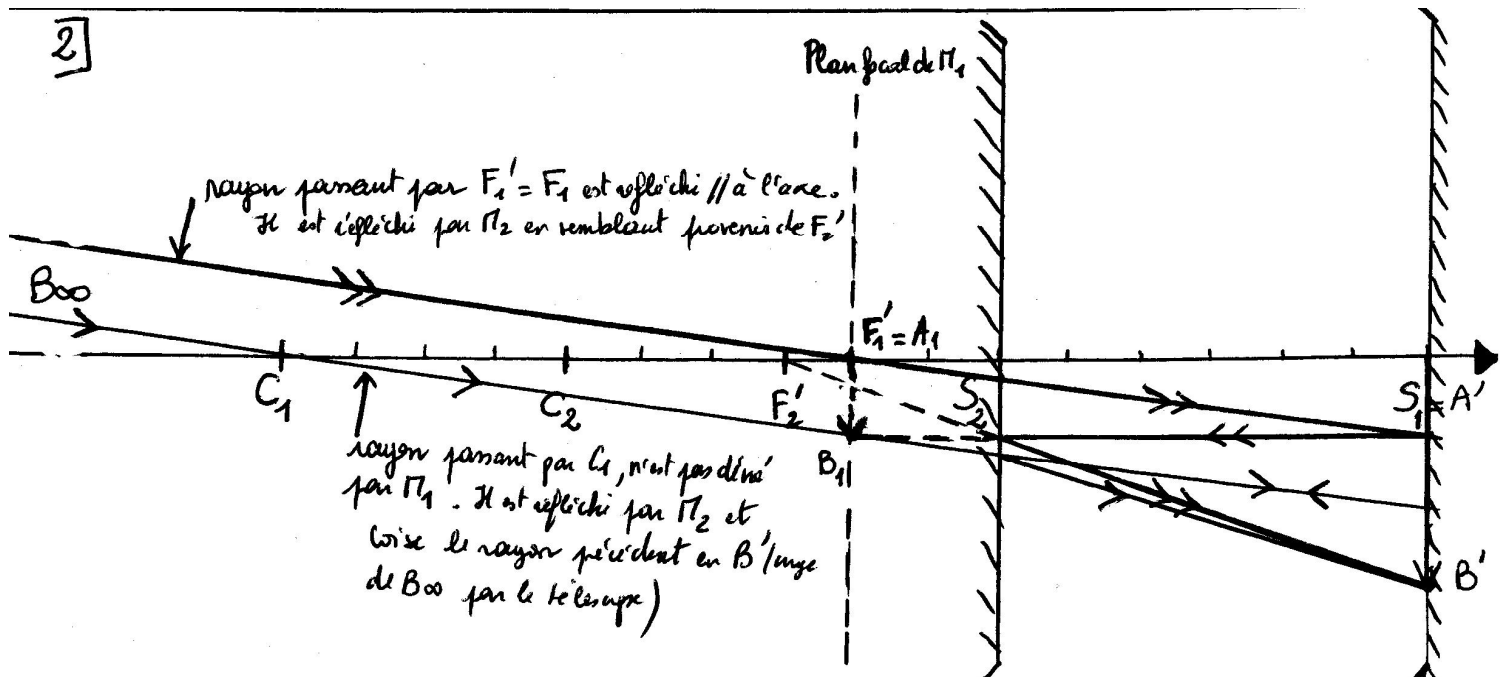 2]
Plan focal de M₁
rayon passant par F₁' = F₁ est réfléchi // à l'axe.
Il est réfléchi par M₂ en semblant provenir de F₂'
B∞
F₁' = A₁
C₁
C₂
F₂'
S₂
S₁ = A'
B₁
B'
rayon passant par C₁, n'est pas dévié
par M₁. Il est réfléchi par M₂ et
croise le rayon précédent en B' (image
de B∞ par le télescope)